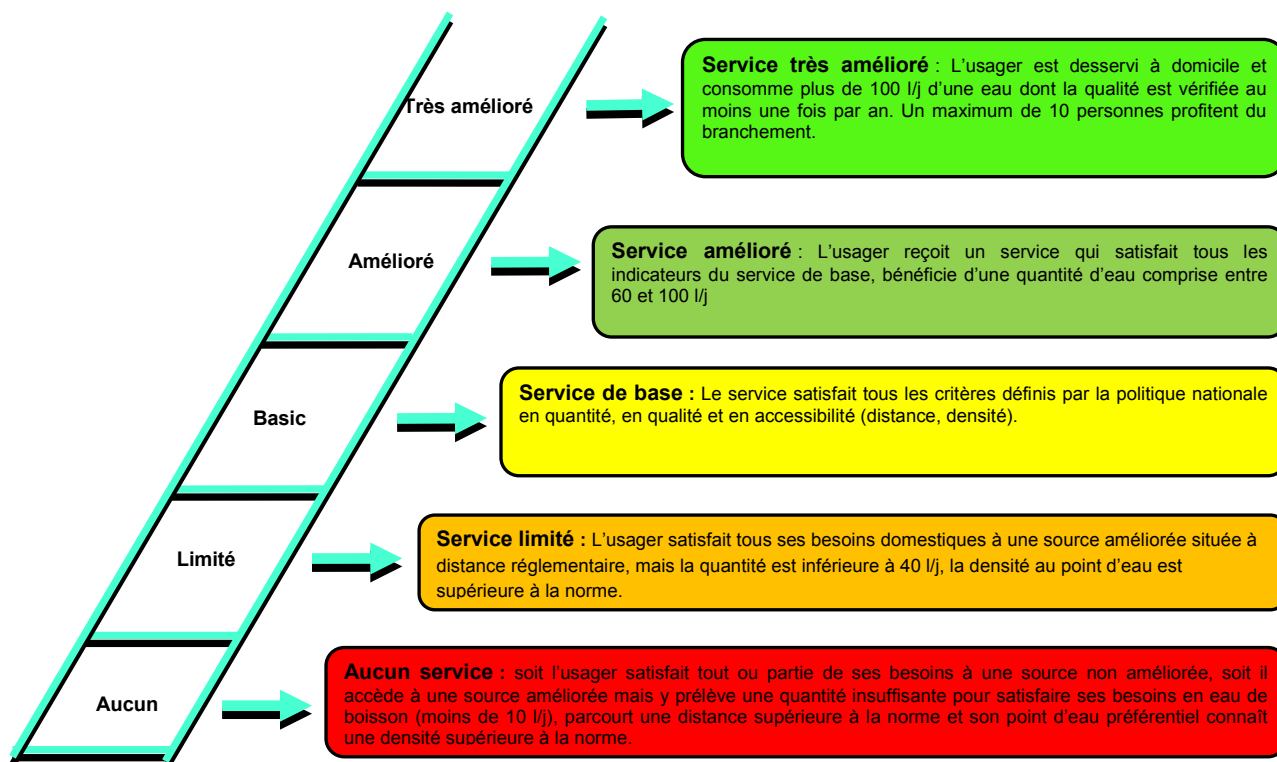 Très amélioré
Service très amélioré : L'usager est desservi à domicile et
consomme plus de 100 l/j d'une eau dont la qualité est vérifiée au
moins une fois par an. Un maximum de 10 personnes profitent du
branchement.
Amélioré
Service amélioré : L'usager reçoit un service qui satisfait tous les
indicateurs du service de base, bénéficie d'une quantité d'eau comprise entre
60 et 100 l/j
Basic
Service de base : Le service satisfait tous les critères définis par la politique nationale
en quantité, en qualité et en accessibilité (distance, densité).
Limité
Service limité : L'usager satisfait tous ses besoins domestiques à une source améliorée située à
distance réglementaire, mais la quantité est inférieure à 40 l/j, la densité au point d'eau est
supérieure à la norme.
Aucun
Aucun service : soit l'usager satisfait tout ou partie de ses besoins à une source non améliorée, soit il
accède à une source améliorée mais y prélève une quantité insuffisante pour satisfaire ses besoins en eau de
boisson (moins de 10 l/j), parcourt une distance supérieure à la norme et son point d'eau préférentiel connaît
une densité supérieure à la norme.